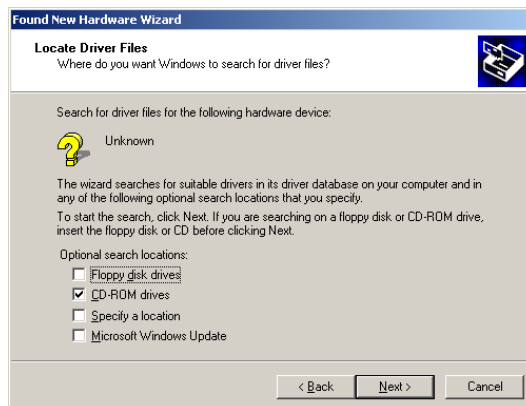 Found New Hardware Wizard
Locate Driver Files
Where do you want Windows to search for driver files?
Search for driver files for the following hardware device:
Unknown
The wizard searches for suitable drivers in its driver database on your computer and in
any of the following optional search locations that you specify.
To start the search, click Next. If you are searching on a floppy disk or CD-ROM drive,
insert the floppy disk or CD before clicking Next.
Optional search locations:
Floppy disk drives
CD-ROM drives
Specify a location
Microsoft Windows Update
< Back Next > Cancel